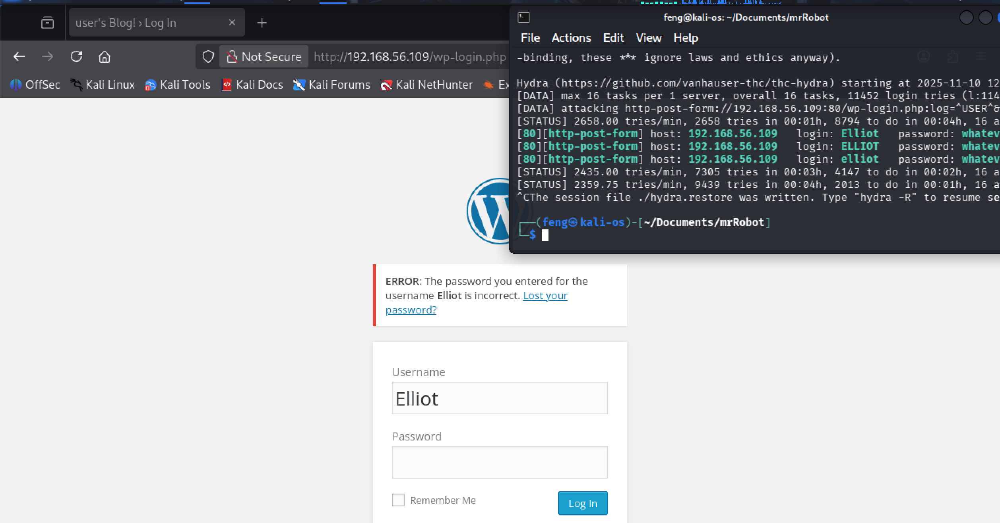 user's Blog! › Log In
Not Secure http://192.168.56.109/wp-login.php
OffSec Kali Linux Kali Tools Kali Docs Kali Forums Kali NetHunter Ex
feng@kali-os: ~/Documents/mrRobot
File Actions Edit View Help
-binding, these *** ignore laws and ethics anyway).
Hydra (https://github.com/vanhauser-thc/thc-hydra) starting at 2025-11-10 12
[DATA] max 16 tasks per 1 server, overall 16 tasks, 11452 login tries (l:114
[DATA] attacking http-post-form://192.168.56.109:80/wp-login.php:log=^USER^&
[STATUS] 2658.00 tries/min, 2658 tries in 00:01h, 8794 to do in 00:04h, 16 a
[80][http-post-form] host: 192.168.56.109 login: Elliot password: whatev
[80][http-post-form] host: 192.168.56.109 login: ELLIOT password: whatev
[80][http-post-form] host: 192.168.56.109 login: elliot password: whatev
[STATUS] 2435.00 tries/min, 7305 tries in 00:03h, 4147 to do in 00:02h, 16 a
[STATUS] 2359.75 tries/min, 9439 tries in 00:04h, 2013 to do in 00:01h, 16 a
^CThe session file ./hydra.restore was written. Type "hydra -R" to resume se
┌──(feng㉿kali-os)-[~/Documents/mrRobot]
└─$
ERROR: The password you entered for the
username Elliot is incorrect. Lost your
password?
Username
Elliot
Password
Remember Me
Log In